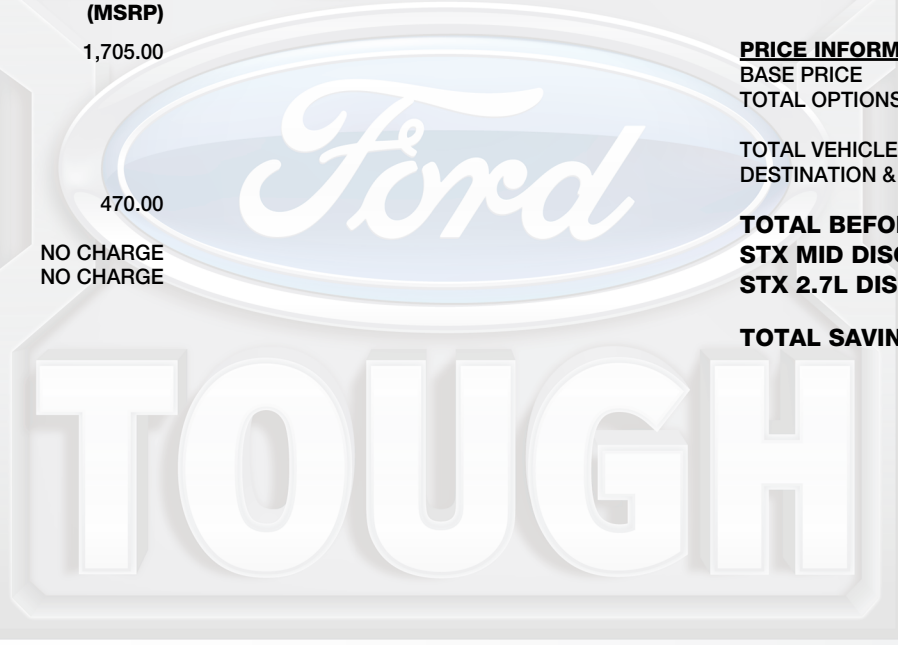 (MSRP)
1,705.00
470.00
NO CHARGE
NO CHARGE
PRICE INFORM
BASE PRICE
TOTAL OPTIONS
TOTAL VEHICLE
DESTINATION &
TOTAL BEFO
STX MID DISC
STX 2.7L DIS
TOTAL SAVIN
Ford
TOUGH